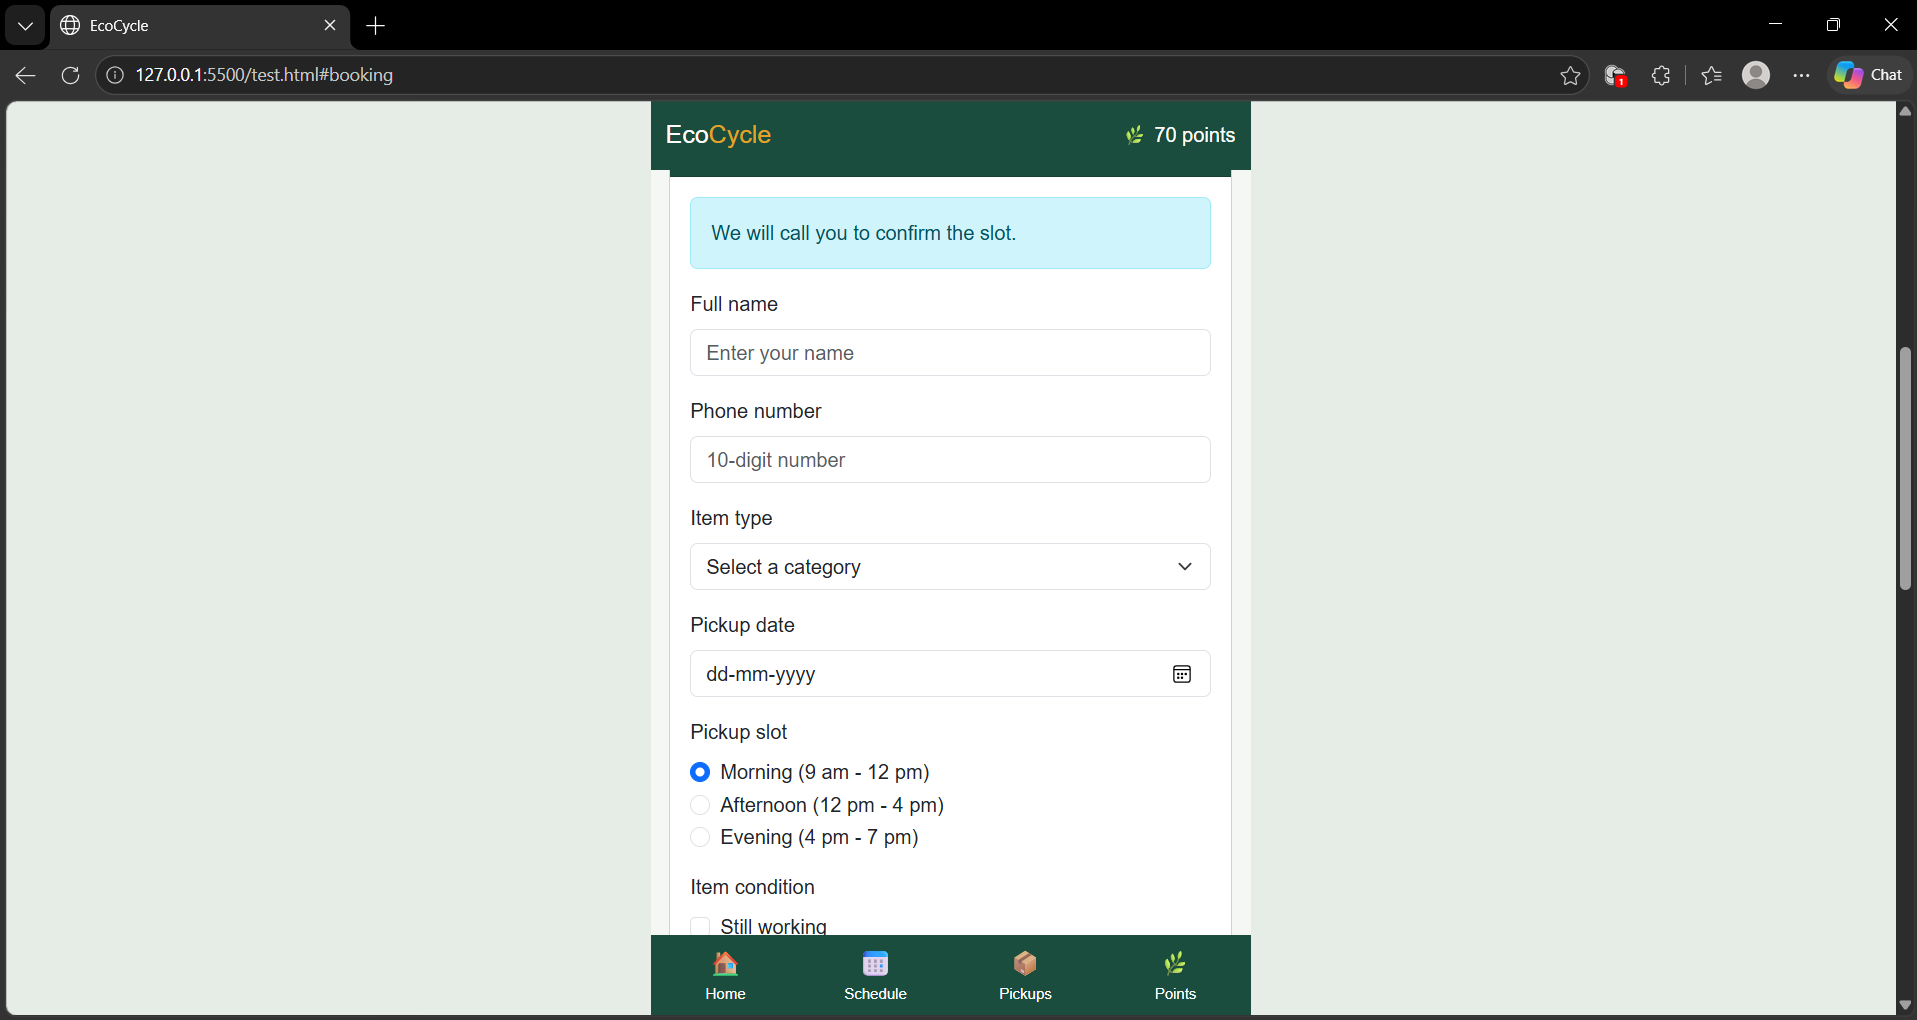 EcoCycle
127.0.0.1:5500/test.html#booking
1
Chat
EcoCycle
70 points
We will call you to confirm the slot.
Full name
Enter your name
Phone number
10-digit number
Item type
Select a category
Pickup date
dd-mm-yyyy
Pickup slot
Morning (9 am - 12 pm)
Afternoon (12 pm - 4 pm)
Evening (4 pm - 7 pm)
Item condition
Still working
Home
Schedule
Pickups
Points